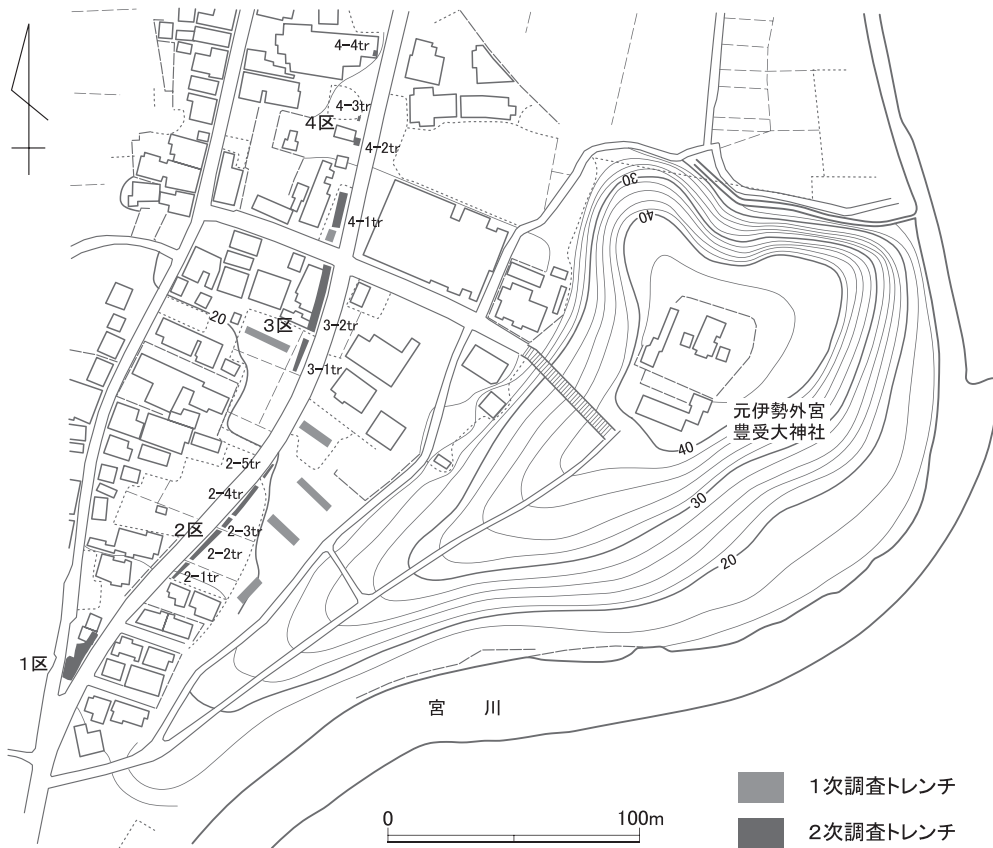 4-4tr
4-3tr
4区
4-2tr
4-1tr
30
40
20
3区
3-2tr
3-1tr
元伊勢外宮
豊受大神社
40
2-5tr
2-4tr
30
2区
2-3tr
2-2tr
20
2-1tr
1区
宮 川
1次調査トレンチ
0 100m
2次調査トレンチ